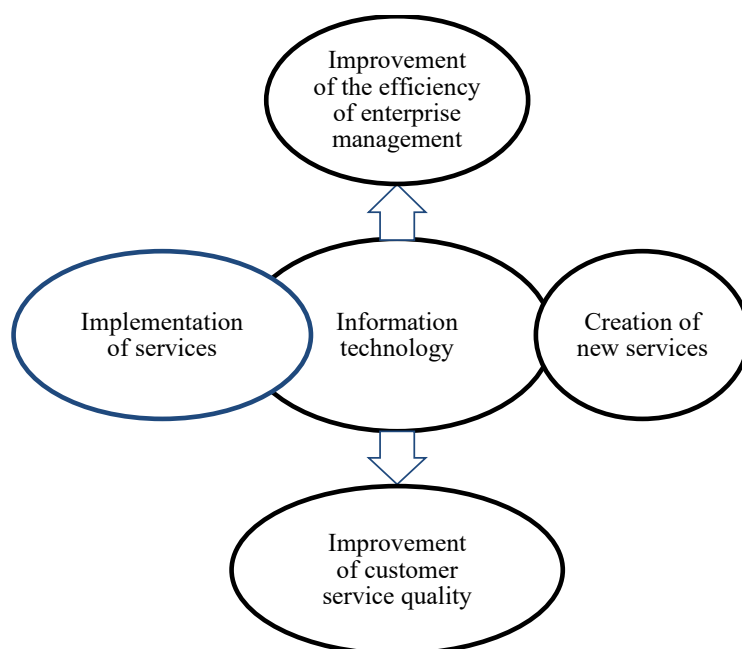 Improvement
of the efficiency
of enterprise
management
Implementation
of services
Information
technology
Creation of
new services
Improvement
of customer
service quality